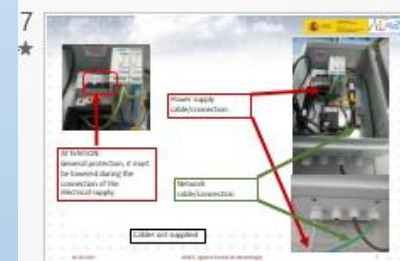 7
Power supply
cable/connection
ATTENTION:
General protection, it must
be lowered during the
connection of the
electrical supply.
Network
cable/connection
Cables not supplied